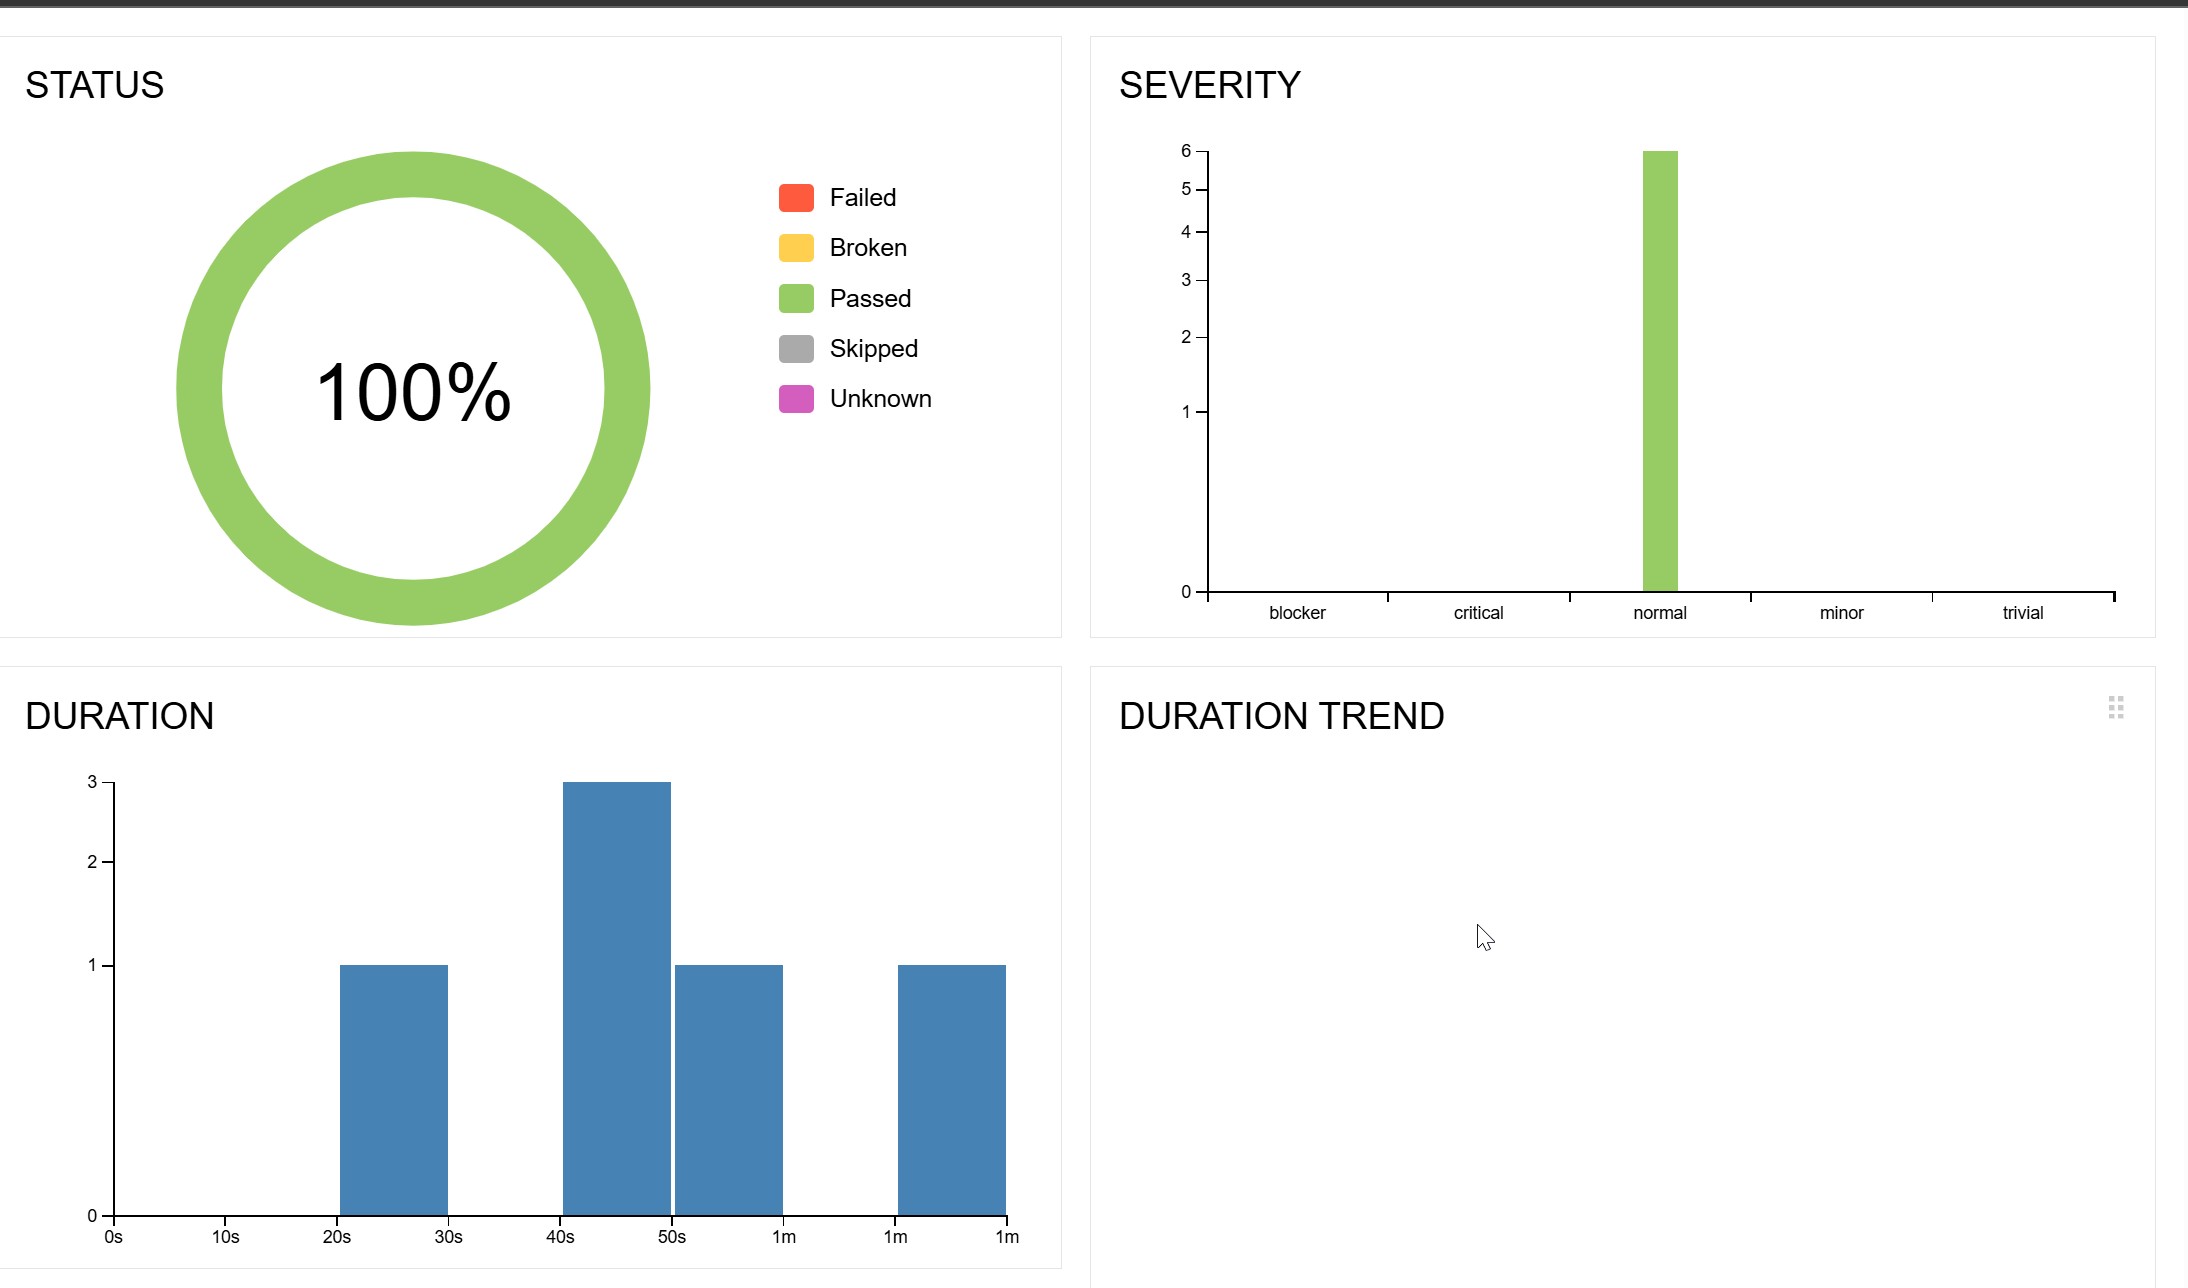 STATUS
100%
Failed
Broken
Passed
Skipped
Unknown
SEVERITY
6
5
4
3
2
1
0
blocker critical normal minor trivial
DURATION
3
2
1
0
0s 10s 20s 30s 40s 50s 1m 1m 1m
DURATION TREND